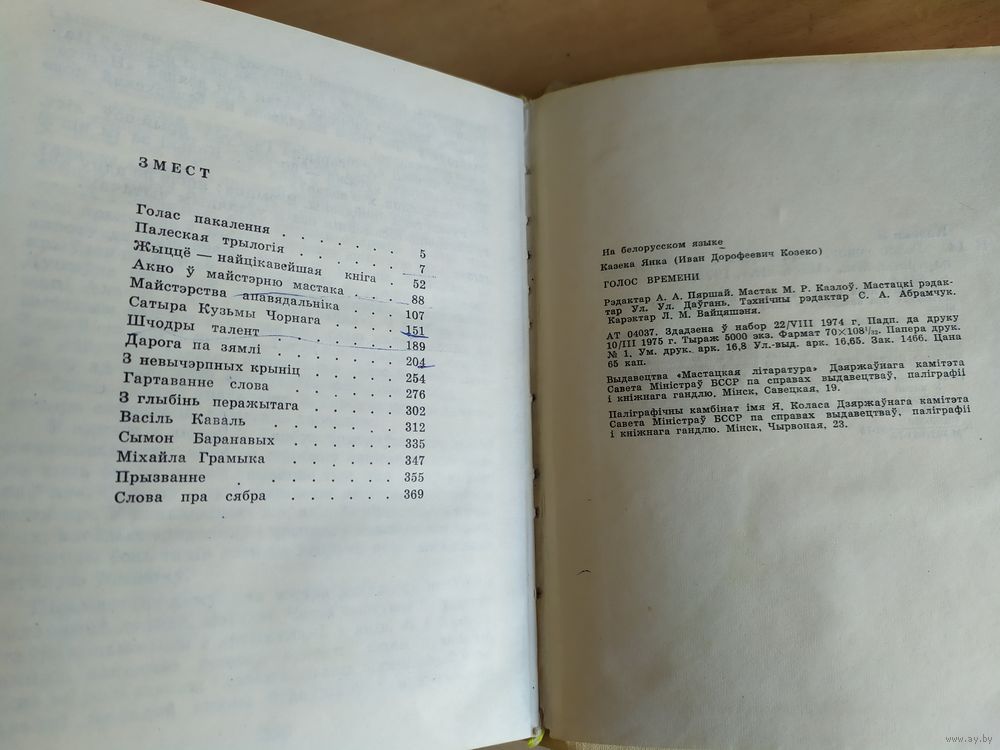 ЗМЕСТ
Голас пакалення . . . . . . 5
Палеская трылогія . . . . . 7
Жыццё — найцікавейшая кніга . 52
Акно ў майстэрню мастака . . . . 88
Майстэрства апавядальніка . . . 107
Сатыра Кузьмы Чорнага . . . . 151
Шчодры талент . . . . . . 189
Дарога па зямлі . . . . . . 204
З невычэрпных крыніц . . . . . 254
Гартаванне слова . . . . . . 276
З глыбінь перажытага . . . . . 302
Васіль Каваль . . . . . . 312
Сымон Баранавых . . . . . . 335
Міхайла Грамыка . . . . . . 347
Прызванне . . . . . . . 355
Слова пра сябра . . . . . . 369
На белорусском языке
Казека Янка (Иван Дорофеевич Козеко)
ГОЛОС ВРЕМЕНИ
Рэдактар А. А. Пяршай. Мастак М. Р. Казлоў. Мастацкі рэдак-
тар Ул. Ул. Даўгань. Тэхнічны рэдактар С. А. Абрамчук.
Карэктар Л. М. Вайцяшэня.
АТ 04037. Здадзена ў набор 22/VIII 1974 г. Падп. да друку
10/III 1975 г. Тыраж 5000 экз. Фармат 70×108¹/₃₂. Папера друк.
№ 1. Ум. друк. арк. 16,8 Ул.-выд. арк. 16,65. Зак. 1466. Цана
65 кап.
Выдавецтва «Мастацкая літаратура» Дзяржаўнага камітэта
Савета Міністраў БССР па справах выдавецтваў, паліграфіі
і кніжнага гандлю. Мінск, Савецкая, 19.
Паліграфічны камбінат імя Я. Коласа Дзяржаўнага камітэта
Савета Міністраў БССР па справах выдавецтваў, паліграфіі
і кніжнага гандлю. Мінск, Чырвоная, 23.
www.ay.by